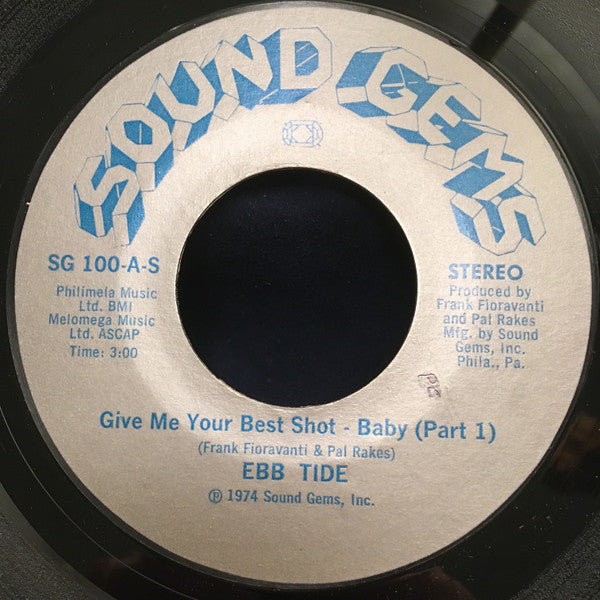 SOUND GEMS
SG 100-A-S
Philimela Music
Ltd. BMI
Melomega Music
Ltd. ASCAP
Time: 3:00
STEREO
Produced by
Frank Fioravanti
and Pal Rakes
Mfg. by Sound
Gems, Inc.
Phila., Pa.
Give Me Your Best Shot - Baby (Part 1)
(Frank Fioravanti & Pal Rakes)
EBB TIDE
℗ 1974 Sound Gems, Inc.